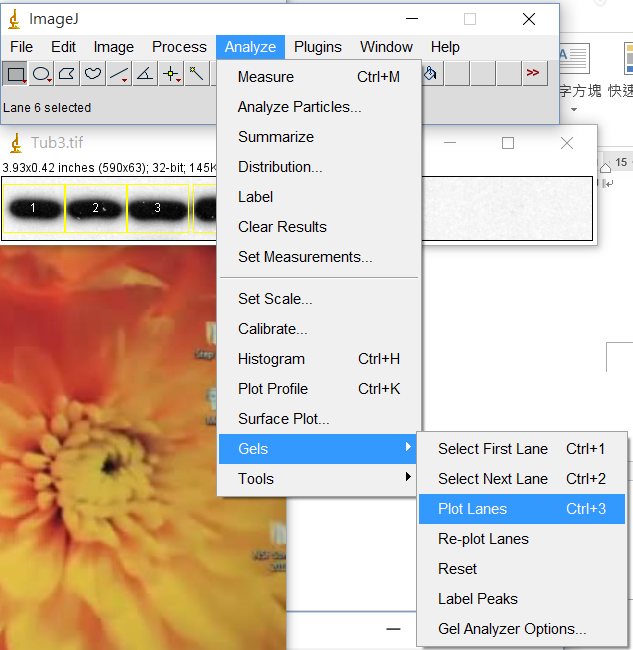 ImageJ
File Edit Image Process Analyze Plugins Window Help
>>
Lane 6 selected
字方塊 快速
Tub3.tif
3.93x0.42 inches (590x63); 32-bit; 145K
15
1 2 3
Measure Ctrl+M
Analyze Particles...
Summarize
Distribution...
Label
Clear Results
Set Measurements...
Set Scale...
Calibrate...
Histogram Ctrl+H
Plot Profile Ctrl+K
Surface Plot...
Gels
Tools
Select First Lane Ctrl+1
Select Next Lane Ctrl+2
Plot Lanes Ctrl+3
Re-plot Lanes
Reset
Label Peaks
Gel Analyzer Options...
Step